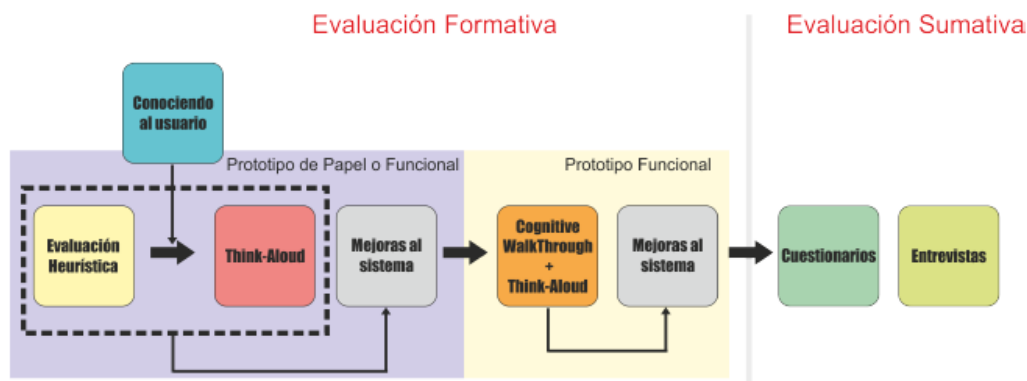 Evaluación Formativa
Evaluación Sumativa
Conociendo
al usuario
Prototipo de Papel o Funcional
Prototipo Funcional
Evaluación
Heurística
Think-Aloud
Mejoras al
sistema
Cognitive
WalkThrough
+
Think-Aloud
Mejoras al
sistema
Cuestionarios
Entrevistas